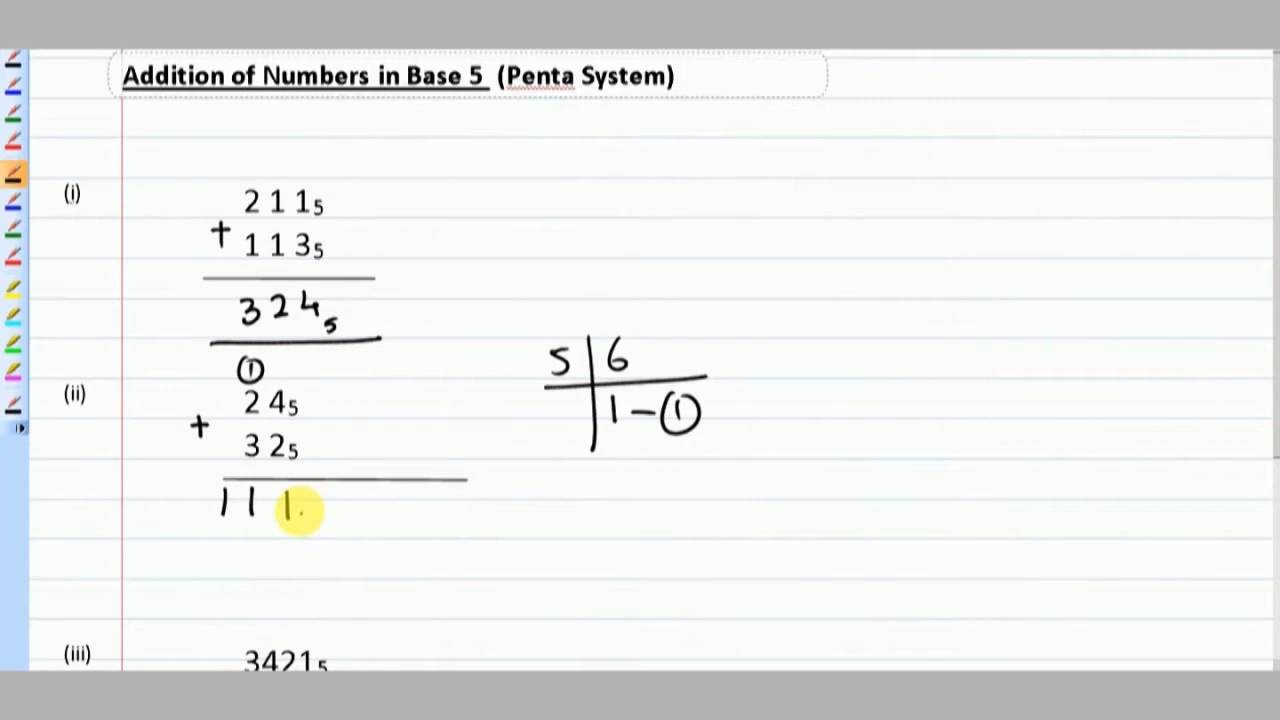 Addition of Numbers in Base 5 (Penta System)
(i)
2 1 1₅
+ 1 1 3₅
3 2 4₅
①
(ii)
2 4₅
+ 3 2₅
1 1 1
5 | 6
1 – ①
(iii)
3421₅